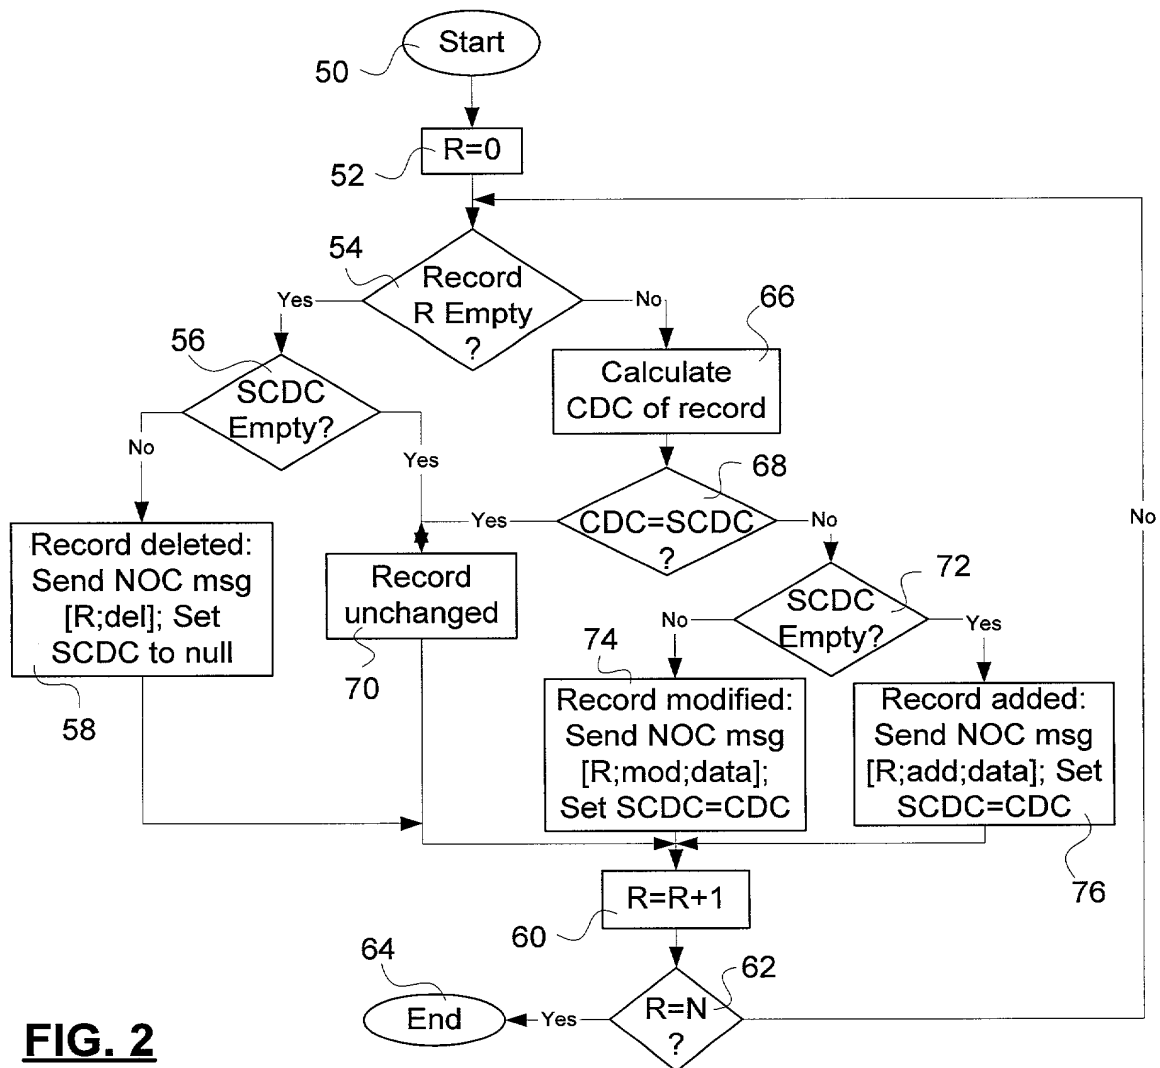 Start
50
R=0
52
54
Record
R Empty
?
Yes
No
66
56
SCDC
Empty?
Calculate
CDC of record
No
Yes
68
CDC=SCDC
?
Yes
No
No
Record deleted:
Send NOC msg
[R;del]; Set
SCDC to null
Record
unchanged
72
SCDC
Empty?
No
Yes
58
70
74
Record modified:
Send NOC msg
[R;mod;data];
Set SCDC=CDC
Record added:
Send NOC msg
[R;add;data]; Set
SCDC=CDC
76
R=R+1
60
64
62
End
Yes
R=N
?
FIG. 2